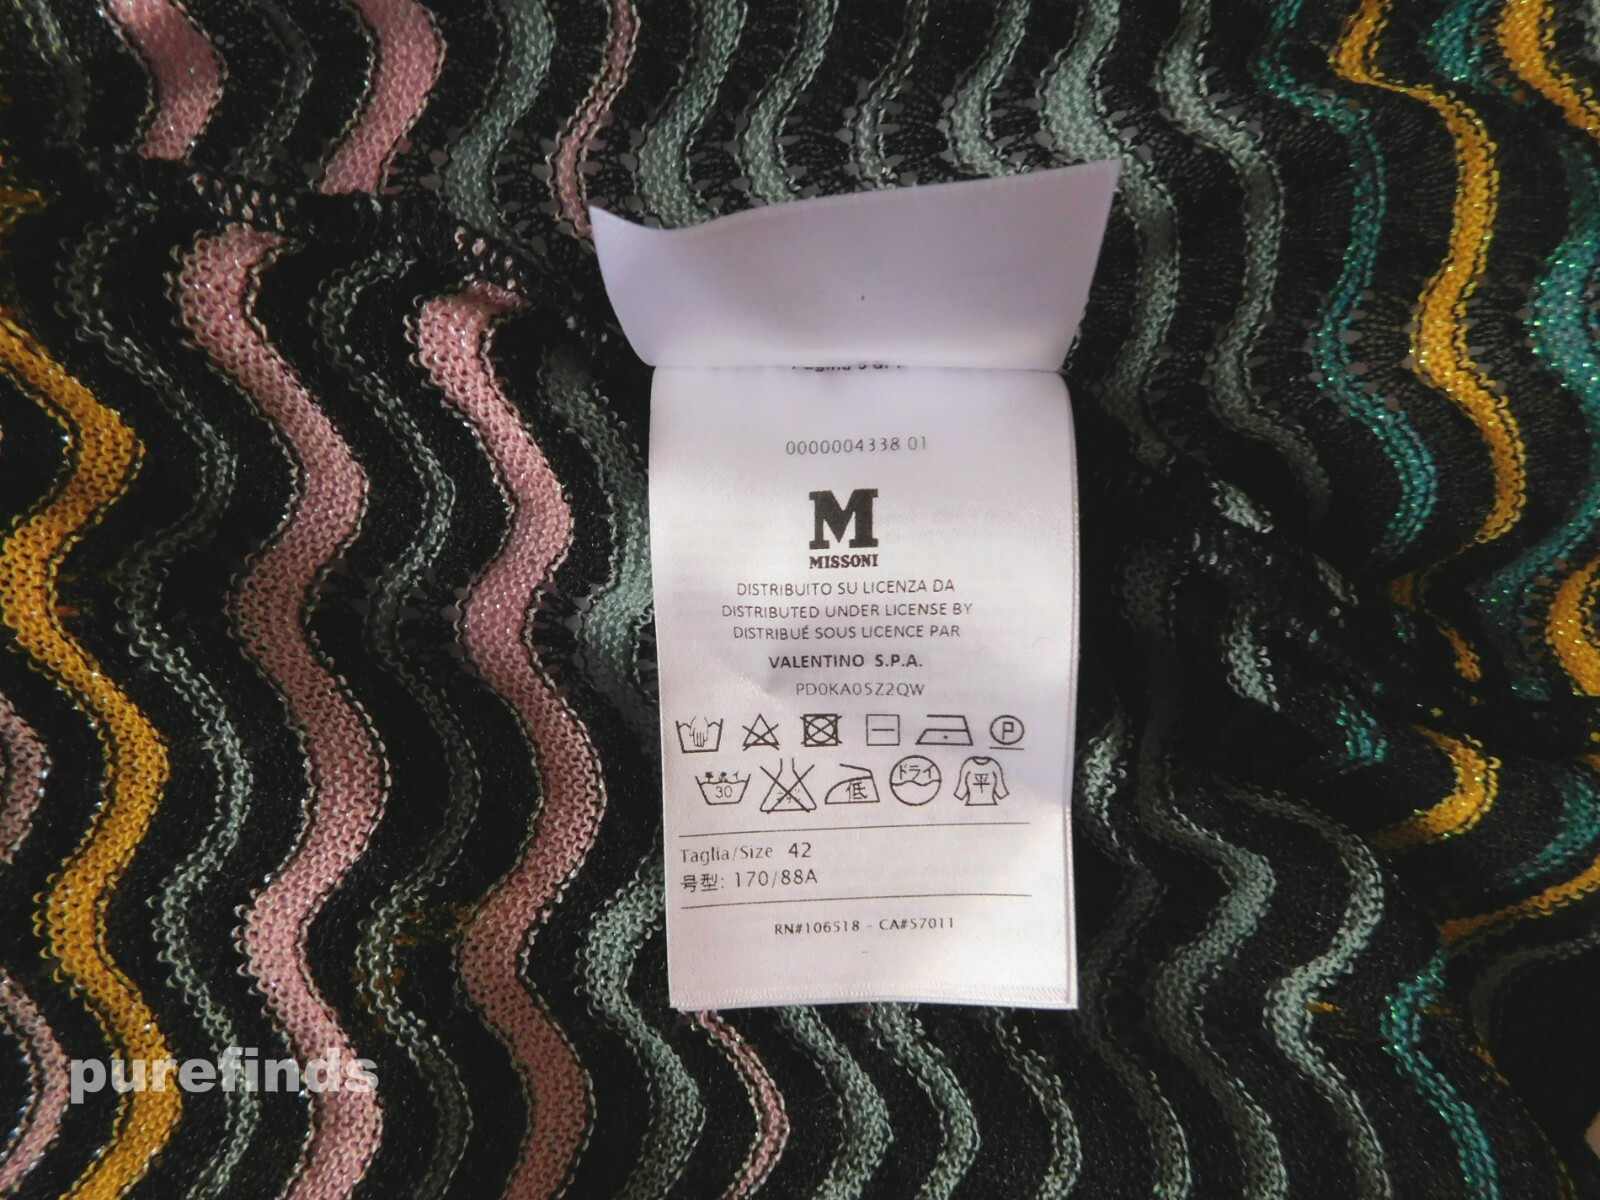 0000004338 01
M
MISSONI
DISTRIBUITO SU LICENZA DA
DISTRIBUTED UNDER LICENSE BY
DISTRIBUÉ SOUS LICENCE PAR
VALENTINO S.P.A.
PD0KA05Z2QW
P
30
低
ドライ
平
Taglia/Size 42
号型: 170/88A
RN#106518 - CA#57011
purefinds